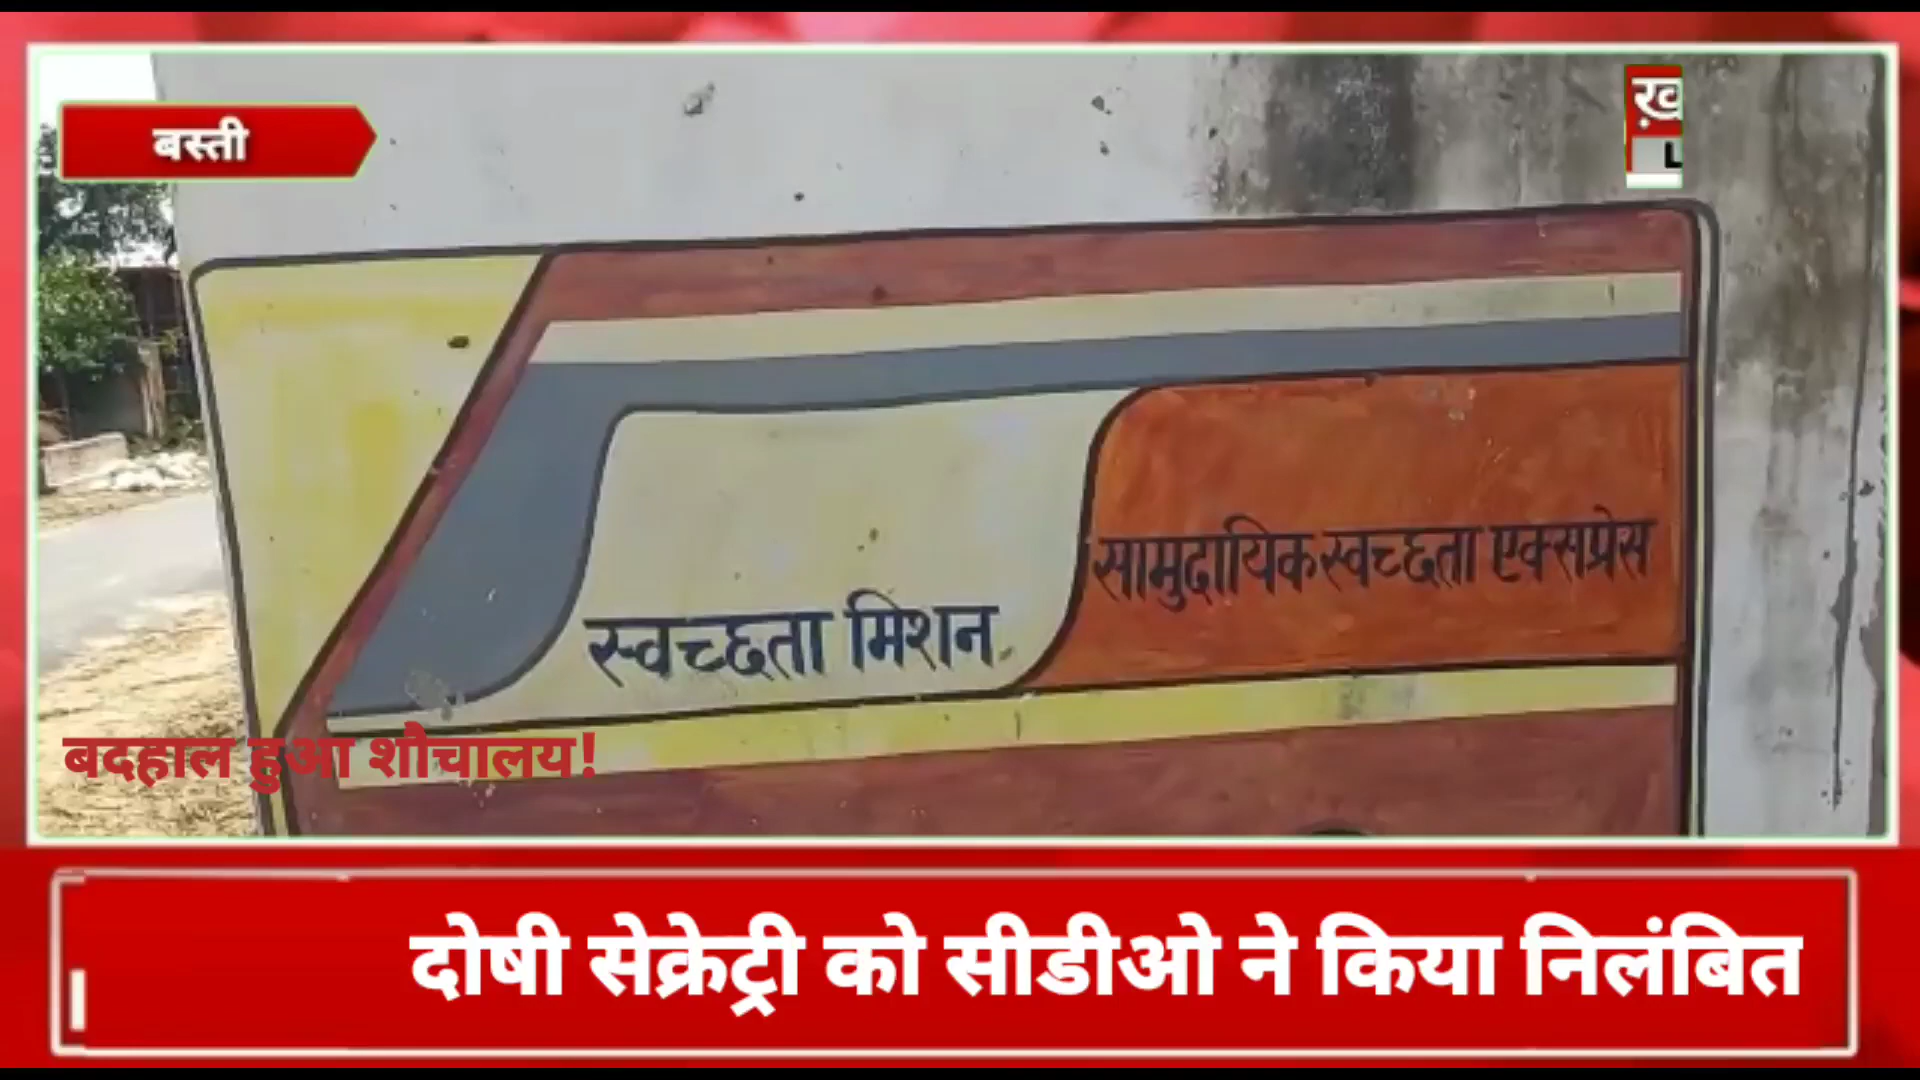 बस्ती
ख़
L
सामुदायिक स्वच्छता एक्सप्रेस
स्वच्छता मिशन
बदहाल हुआ शौचालय!
दोषी सेक्रेट्री को सीडीओ ने किया निलंबित